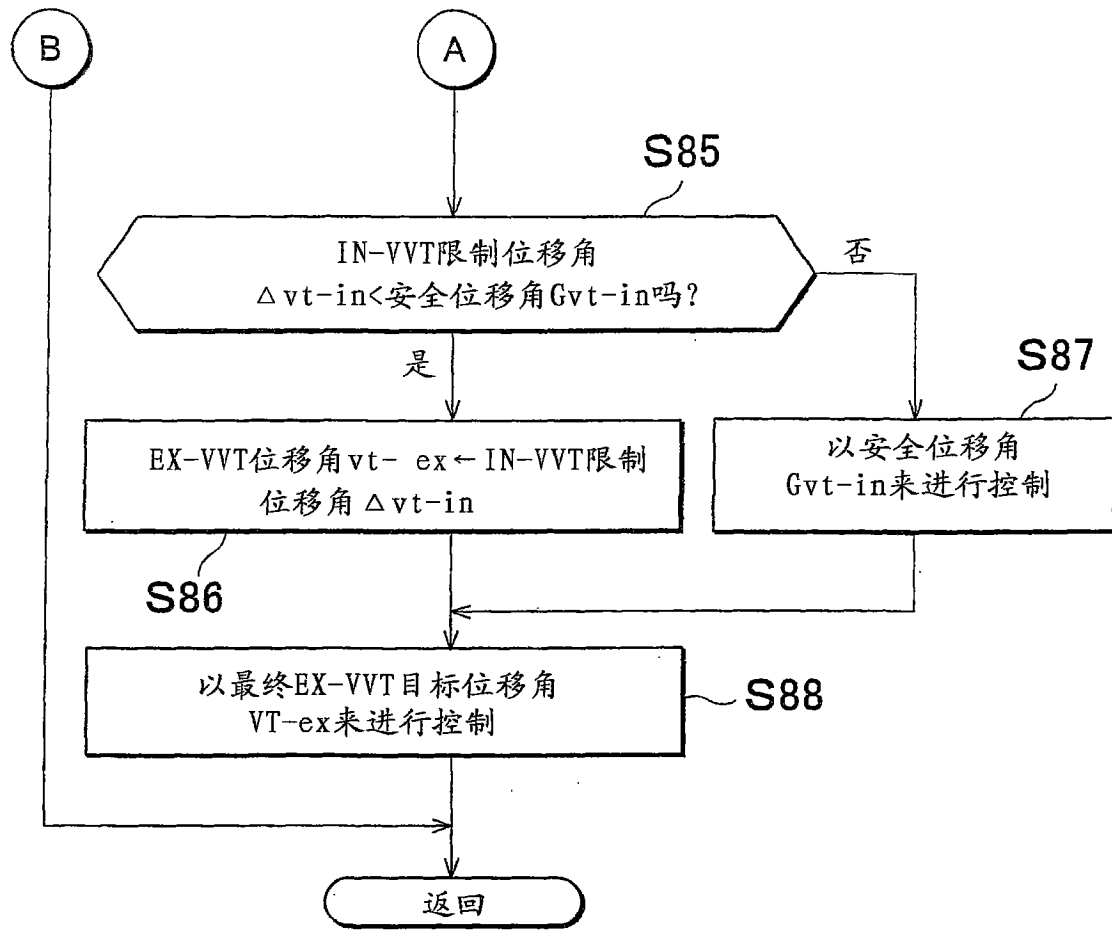 B
A
S85
IN-VVT限制位移角
△vt-in<安全位移角Gvt-in吗?
否
是
S87
EX-VVT位移角vt- ex←IN-VVT限制
位移角△vt-in
以安全位移角
Gvt-in来进行控制
S86
以最终EX-VVT目标位移角
VT-ex来进行控制
S88
返回